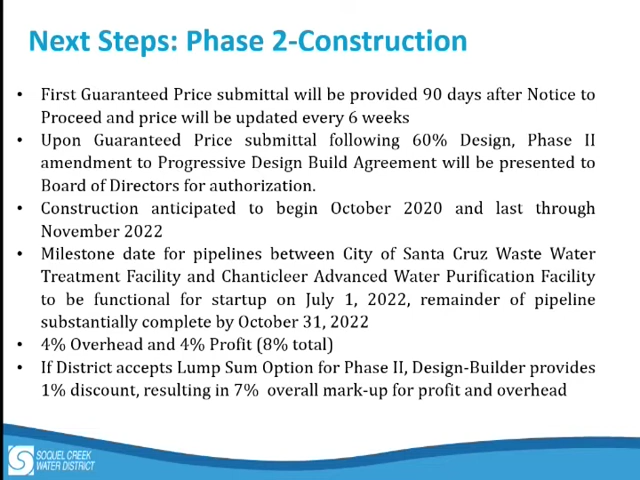 Next Steps: Phase 2-Construction
• First Guaranteed Price submittal will be provided 90 days after Notice to
Proceed and price will be updated every 6 weeks
• Upon Guaranteed Price submittal following 60% Design, Phase II
amendment to Progressive Design Build Agreement will be presented to
Board of Directors for authorization.
• Construction anticipated to begin October 2020 and last through
November 2022
• Milestone date for pipelines between City of Santa Cruz Waste Water
Treatment Facility and Chanticleer Advanced Water Purification Facility
to be functional for startup on July 1, 2022, remainder of pipeline
substantially complete by October 31, 2022
• 4% Overhead and 4% Profit (8% total)
• If District accepts Lump Sum Option for Phase II, Design-Builder provides
1% discount, resulting in 7% overall mark-up for profit and overhead
SOQUEL CREEK
WATER DISTRICT